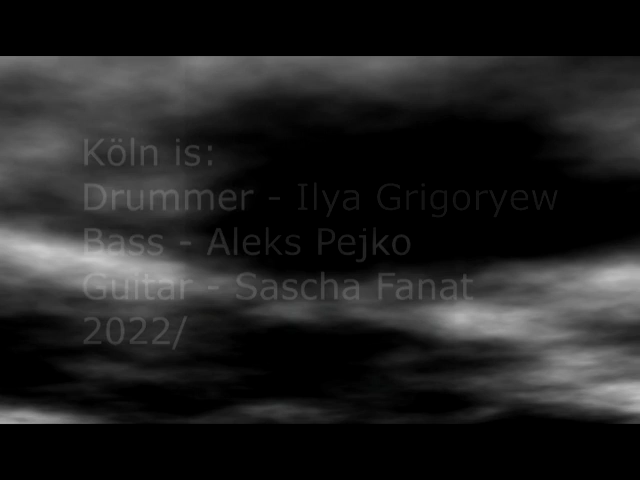 Köln is:
Drummer - Ilya Grigoryew
Bass - Aleks Pejko
Guitar - Sascha Fanat
2022/